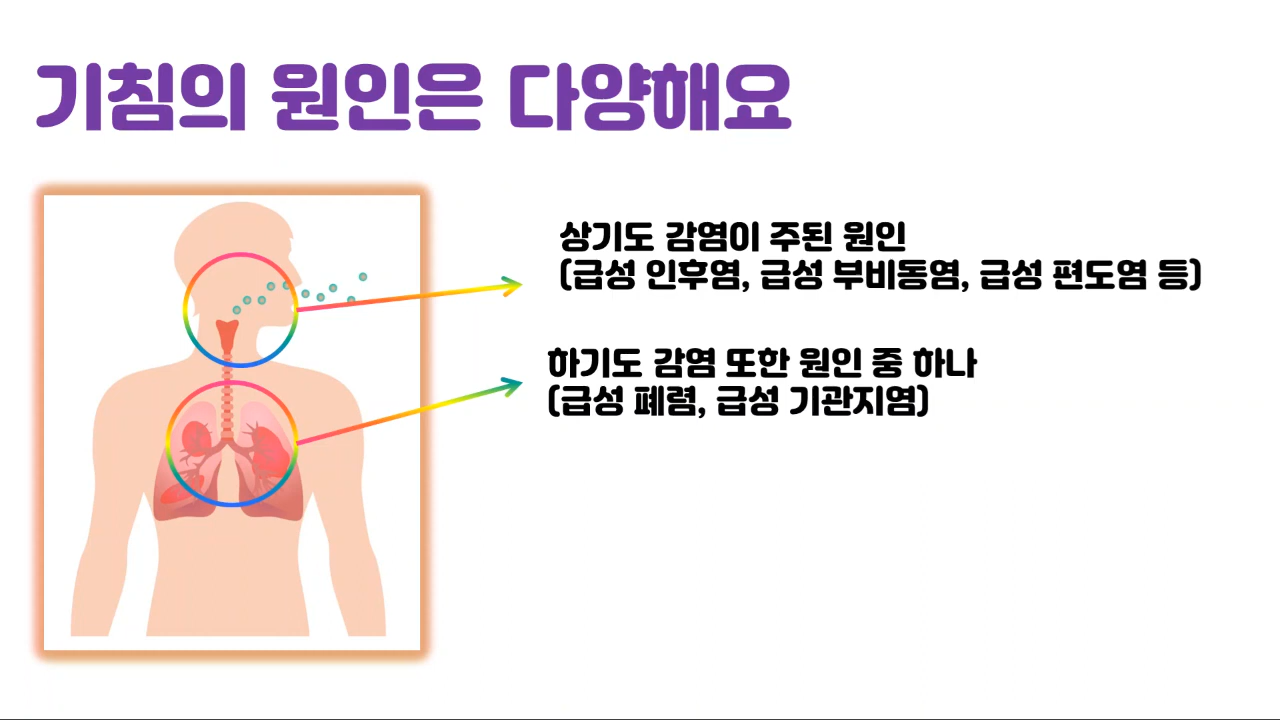 기침의 원인은 다양해요
상기도 감염이 주된 원인
(급성 인후염, 급성 부비동염, 급성 편도염 등)
하기도 감염 또한 원인 중 하나
(급성 폐렴, 급성 기관지염)